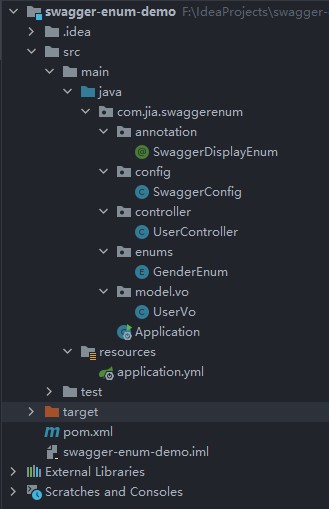 swagger-enum-demo F:\IdeaProjects\swagger-
.idea
src
main
java
com.jia.swaggerenum
annotation
SwaggerDisplayEnum
config
SwaggerConfig
controller
UserController
enums
GenderEnum
model.vo
UserVo
Application
resources
application.yml
test
target
pom.xml
swagger-enum-demo.iml
External Libraries
Scratches and Consoles